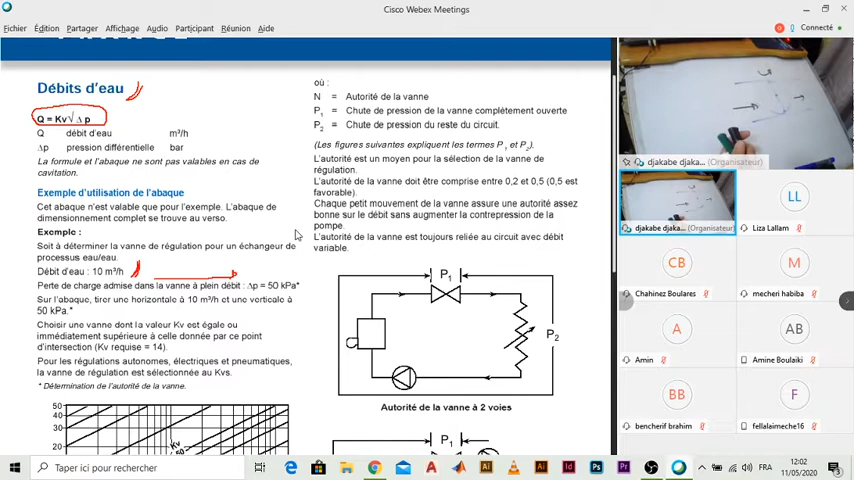 Cisco Webex Meetings
Fichier Édition Partager Affichage Audio Participant Réunion Aide
Connecté
Débits d'eau
Q = Kv√ ∆ p
Q débit d'eau m³/h
∆p pression différentielle bar
La formule et l'abaque ne sont pas valables en cas de
cavitation.
Exemple d'utilisation de l'abaque
Cet abaque n'est valable que pour l'exemple. L'abaque de
dimensionnement complet se trouve au verso.
Exemple :
Soit à déterminer la vanne de régulation pour un échangeur de
processus eau/eau.
Débit d'eau : 10 m³/h
Perte de charge admise dans la vanne à plein débit : ∆p = 50 kPa*
Sur l'abaque, tirer une horizontale à 10 m³/h et une verticale à
50 kPa.*
Choisir une vanne dont la valeur Kv est égale ou
immédiatement supérieure à celle donnée par ce point
d'intersection (Kv requise = 14).
Pour les régulations autonomes, électriques et pneumatiques,
la vanne de régulation est sélectionnée au Kvs.
* Détermination de l'autorité de la vanne.
50
40
30
20
Kv
où :
N = Autorité de la vanne
P1 = Chute de pression de la vanne complètement ouverte
P2 = Chute de pression du reste du circuit.
(Les figures suivantes expliquent les termes P1 et P2).
L'autorité est un moyen pour la sélection de la vanne de
régulation.
L'autorité de la vanne doit être comprise entre 0,2 et 0,5 (0,5 est
favorable).
Chaque petit mouvement de la vanne assure une autorité assez
bonne sur le débit sans augmenter la contrepression de la
pompe.
L'autorité de la vanne est toujours reliée au circuit avec débit
variable.
P1
P2
Autorité de la vanne à 2 voies
P1
djakabe djaka... (Organisateur)
djakabe djaka... (Organisateur)
LL
Liza Lallam
CB
Chahinez Boulares
M
mecheri habiba
A
Amin
AB
Amine Boulaiki
BB
bencherif brahim
F
fellalaimeche16
Taper ici pour rechercher
FRA
12:02
11/05/2020
3